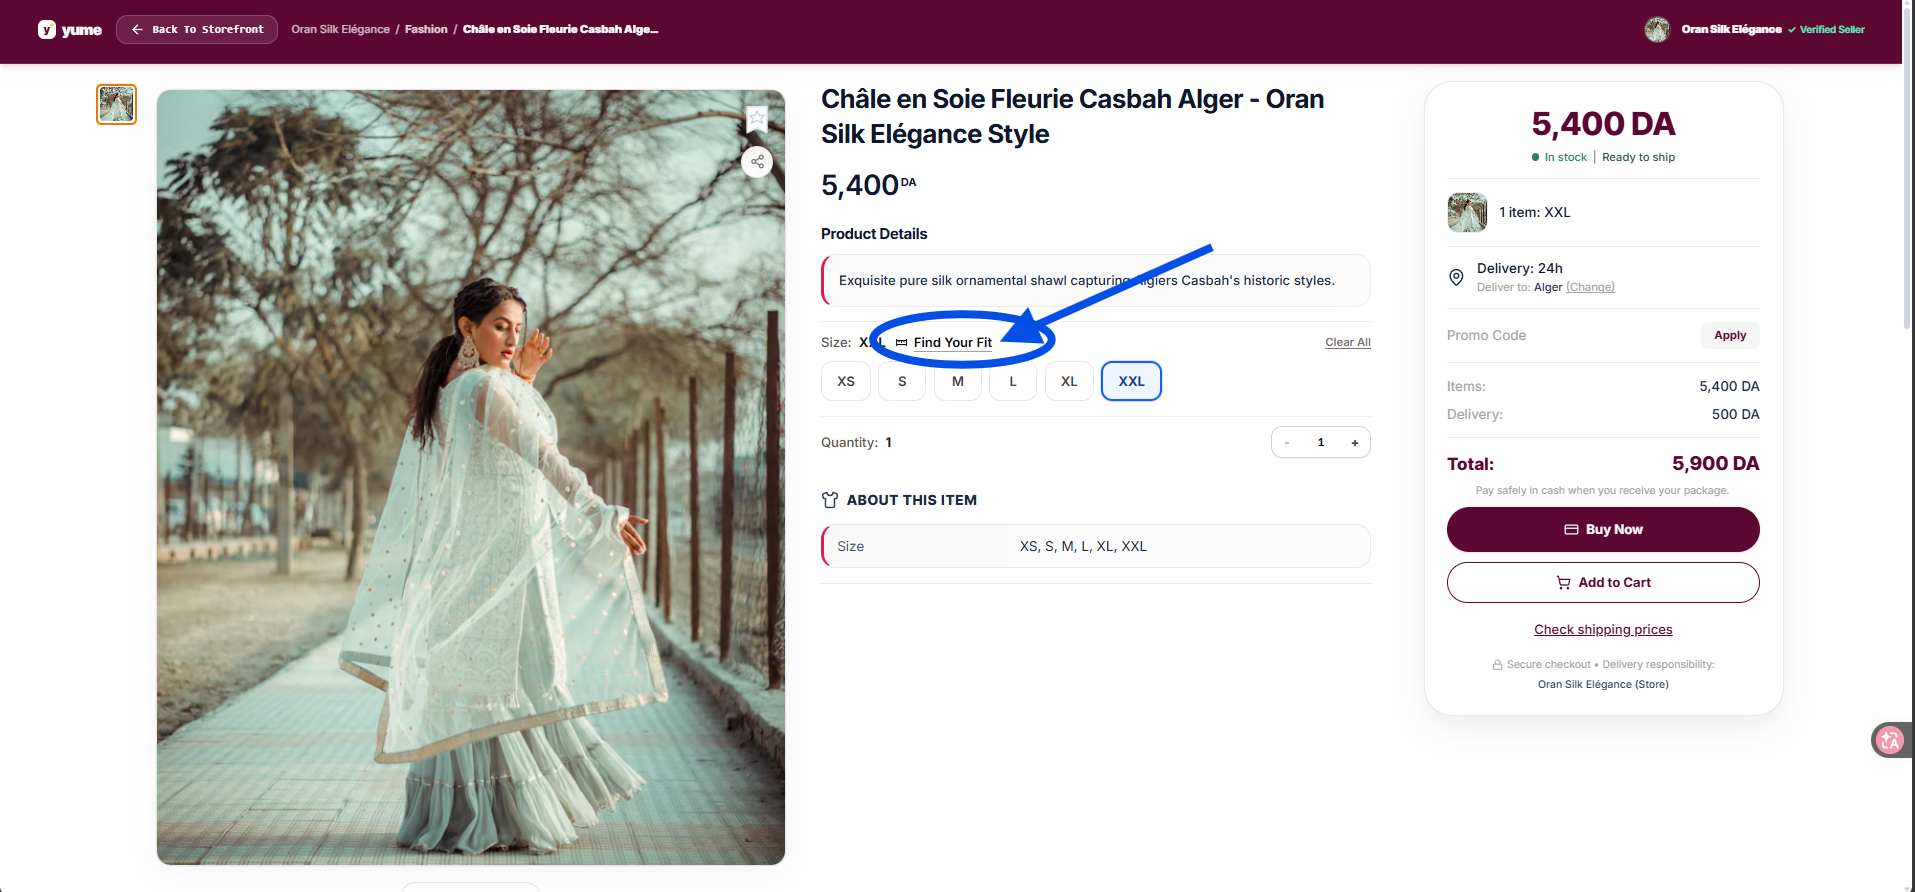 yume
Back To Storefront
Oran Silk Elégance / Fashion / Châle en Soie Fleurie Casbah Alge...
Oran Silk Elégance ✓ Verified Seller
Châle en Soie Fleurie Casbah Alger - Oran
Silk Elégance Style
5,400 DA
Product Details
Exquisite pure silk ornamental shawl capturing Algiers Casbah's historic styles.
Size: XXL Find Your Fit
Clear All
XS S M L XL XXL
Quantity: 1
- 1 +
ABOUT THIS ITEM
Size XS, S, M, L, XL, XXL
5,400 DA
In stock | Ready to ship
1 item: XXL
Delivery: 24h
Deliver to: Alger (Change)
Promo Code Apply
Items: 5,400 DA
Delivery: 500 DA
Total: 5,900 DA
Pay safely in cash when you receive your package.
Buy Now
Add to Cart
Check shipping prices
Secure checkout • Delivery responsibility:
Oran Silk Elégance (Store)